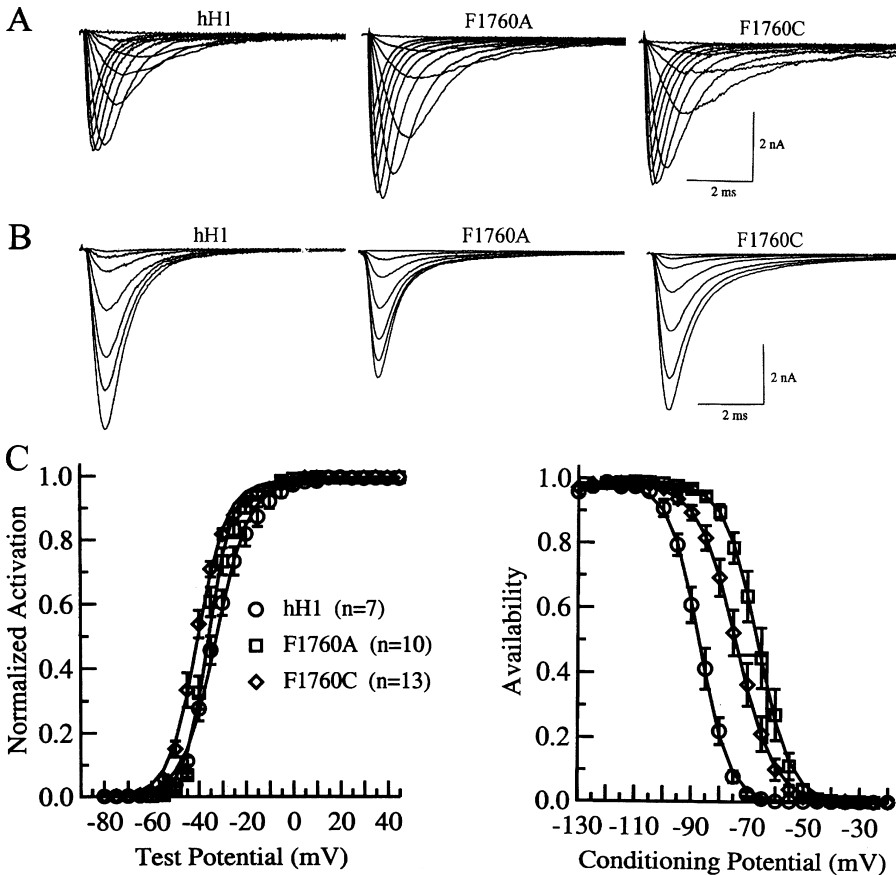 A
hH1
F1760A
F1760C
2 nA
2 ms
B
hH1
F1760A
F1760C
2 nA
2 ms
C
Normalized Activation
1.0
0.8
0.6
0.4
0.2
0.0
hH1 (n=7)
F1760A (n=10)
F1760C (n=13)
-80 -60 -40 -20 0 20 40
Test Potential (mV)
Availability
1.0
0.8
0.6
0.4
0.2
0.0
-130 -110 -90 -70 -50 -30
Conditioning Potential (mV)